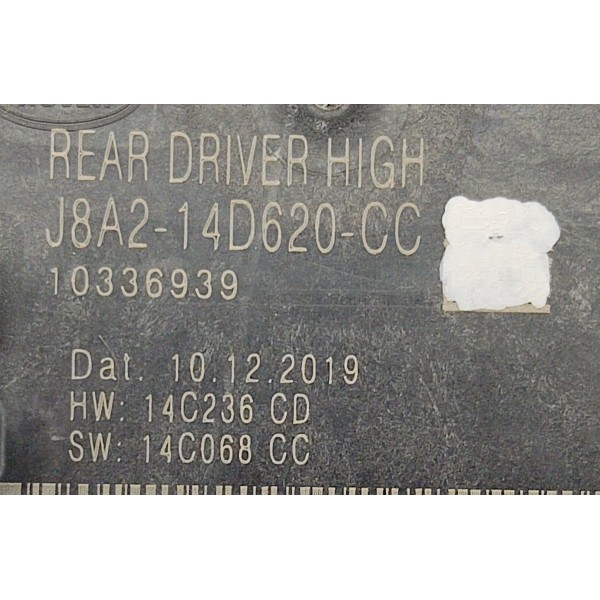 REAR DRIVER HIGH
J8A2-14D620-CC
10336939
Dat. 10.12.2019
HW: 14C236 CD
SW: 14C068 CC